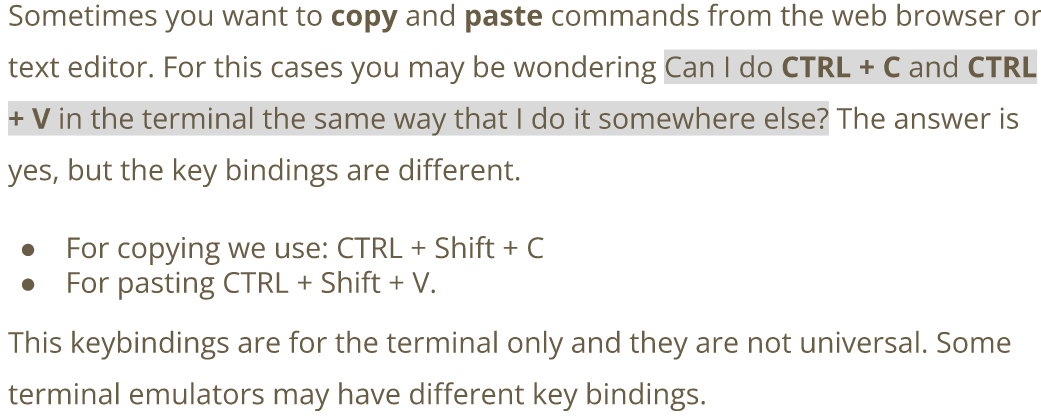 Sometimes you want to copy and paste commands from the web browser or
text editor. For this cases you may be wondering Can I do CTRL + C and CTRL
+ V in the terminal the same way that I do it somewhere else? The answer is
yes, but the key bindings are different.
● For copying we use: CTRL + Shift + C
● For pasting CTRL + Shift + V.
This keybindings are for the terminal only and they are not universal. Some
terminal emulators may have different key bindings.